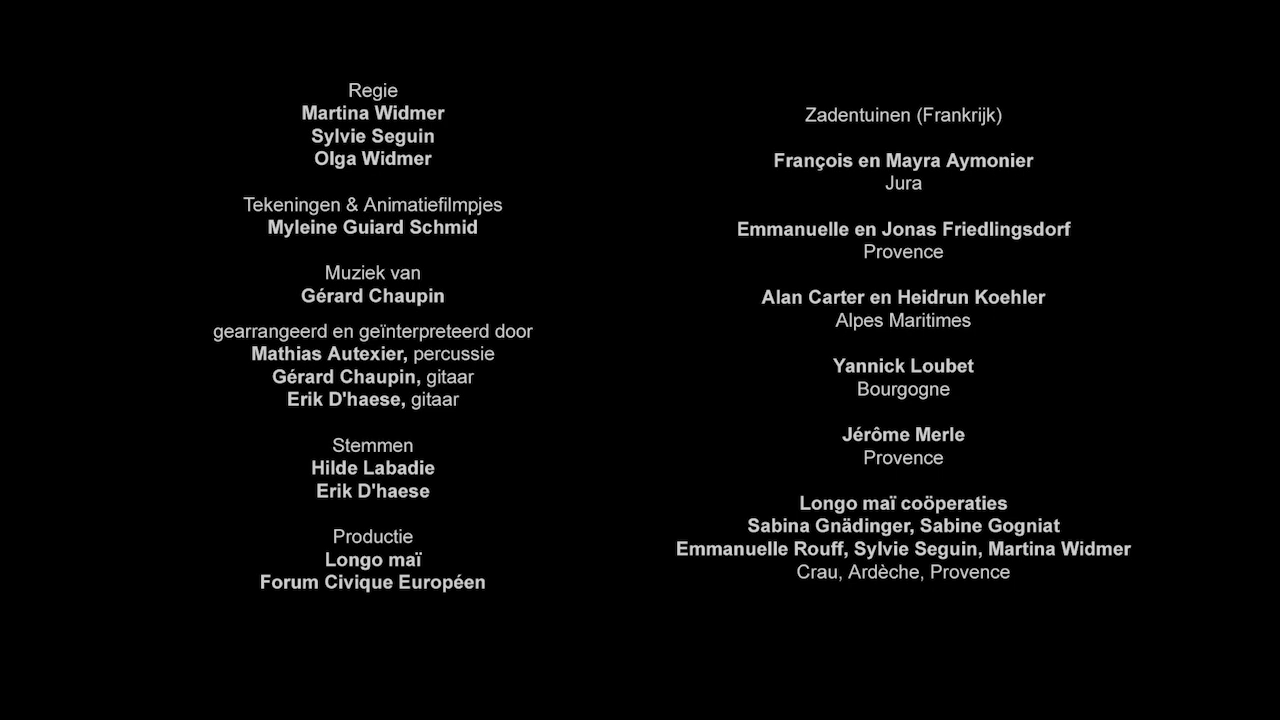 Regie
Martina Widmer
Sylvie Seguin
Olga Widmer
Tekeningen & Animatiefilmpjes
Myleine Guiard Schmid
Muziek van
Gérard Chaupin
gearrangeerd en geïnterpreteerd door
Mathias Autexier, percussie
Gérard Chaupin, gitaar
Erik D'haese, gitaar
Stemmen
Hilde Labadie
Erik D'haese
Productie
Longo maï
Forum Civique Européen
Zadentuinen (Frankrijk)
François en Mayra Aymonier
Jura
Emmanuelle en Jonas Friedlingsdorf
Provence
Alan Carter en Heidrun Koehler
Alpes Maritimes
Yannick Loubet
Bourgogne
Jérôme Merle
Provence
Longo maï coöperaties
Sabina Gnädinger, Sabine Gogniat
Emmanuelle Rouff, Sylvie Seguin, Martina Widmer
Crau, Ardèche, Provence